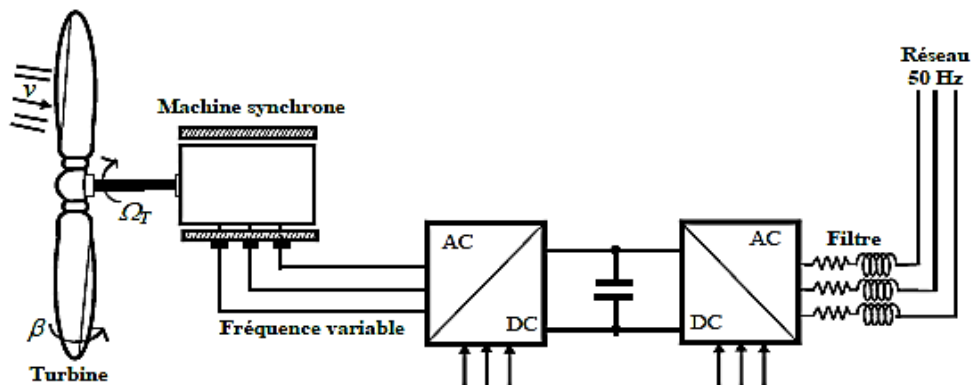 Réseau
50 Hz
v
Machine synchrone
Ω_T
AC
AC
Filtre
β
Fréquence variable
DC
DC
Turbine